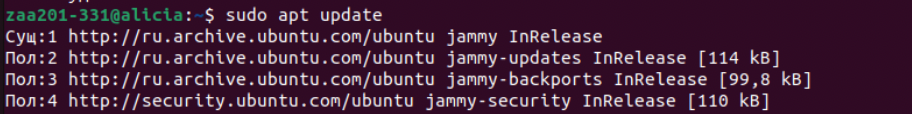 zaa201-331@alicia:~$ sudo apt update
Сущ:1 http://ru.archive.ubuntu.com/ubuntu jammy InRelease
Пол:2 http://ru.archive.ubuntu.com/ubuntu jammy-updates InRelease [114 kB]
Пол:3 http://ru.archive.ubuntu.com/ubuntu jammy-backports InRelease [99,8 kB]
Пол:4 http://security.ubuntu.com/ubuntu jammy-security InRelease [110 kB]